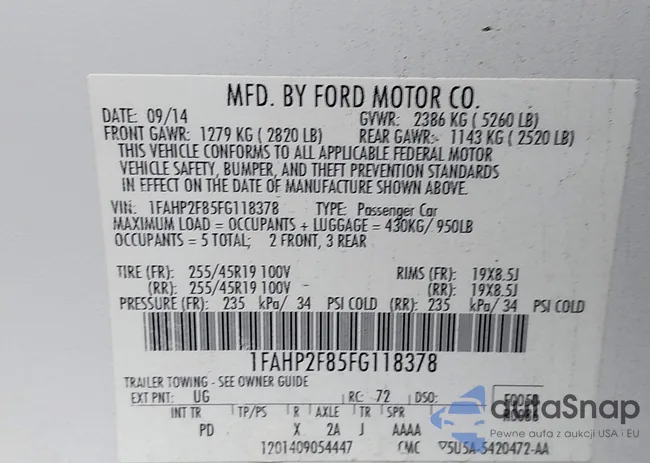 MFD. BY FORD MOTOR CO.
DATE: 09/14 GVWR: 2386 KG ( 5260 LB)
FRONT GAWR: 1279 KG ( 2820 LB) REAR GAWR: 1143 KG ( 2520 LB)
THIS VEHICLE CONFORMS TO ALL APPLICABLE FEDERAL MOTOR
VEHICLE SAFETY, BUMPER, AND THEFT PREVENTION STANDARDS
IN EFFECT ON THE DATE OF MANUFACTURE SHOWN ABOVE.
VIN: 1FAHP2F85FG118378 TYPE: Passenger Car
MAXIMUM LOAD = OCCUPANTS + LUGGAGE = 430KG/ 950LB
OCCUPANTS = 5 TOTAL; 2 FRONT, 3 REAR
TIRE (FR): 255/45R19 100V RIMS (FR): 19X8.5J
(RR): 255/45R19 100V (RR): 19X8.5J
PRESSURE (FR): 235 kPa/ 34 PSI COLD (RR): 235 kPa/ 34 PSI COLD
1FAHP2F85FG118378
TRAILER TOWING - SEE OWNER GUIDE
EXT PNT: UG RC: 72 DSO:
INT TR TP/PS R AXLE TR SPR
PD X 2A J AAAA
1201409054447 CMC 5U5A-5420472-AA
autoSnap
Pewne auta z aukcji USA i EU